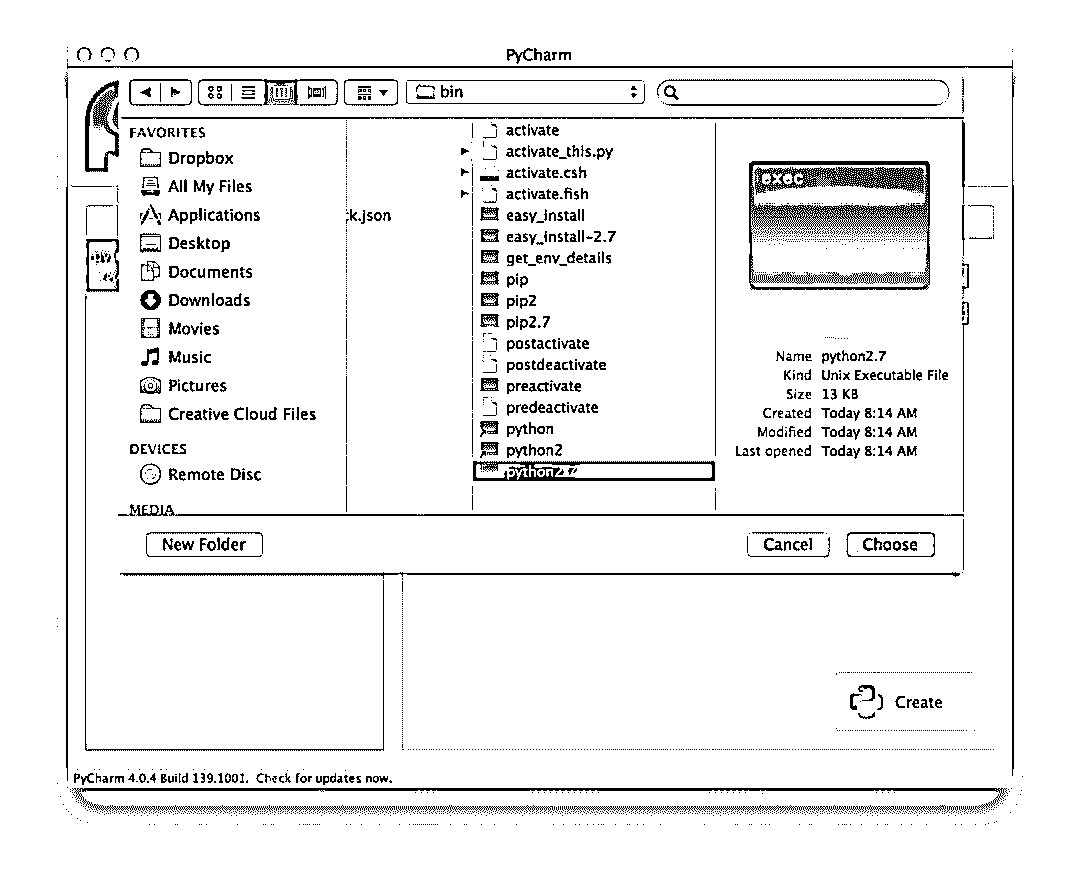 PyCharm
bin
FAVORITES
Dropbox
All My Files
Applications
Desktop
Documents
Downloads
Movies
Music
Pictures
Creative Cloud Files
DEVICES
Remote Disc
MEDIA
k.json
activate
activate_this.py
activate.csh
activate.fish
easy_install
easy_install-2.7
get_env_details
pip
pip2
pip2.7
postactivate
postdeactivate
preactivate
predeactivate
python
python2
python2.7
exec
Name python2.7
Kind Unix Executable File
Size 13 KB
Created Today 8:14 AM
Modified Today 8:14 AM
Last opened Today 8:14 AM
New Folder
Cancel
Choose
Create
PyCharm 4.0.4 Build 139.1001. Check for updates now.